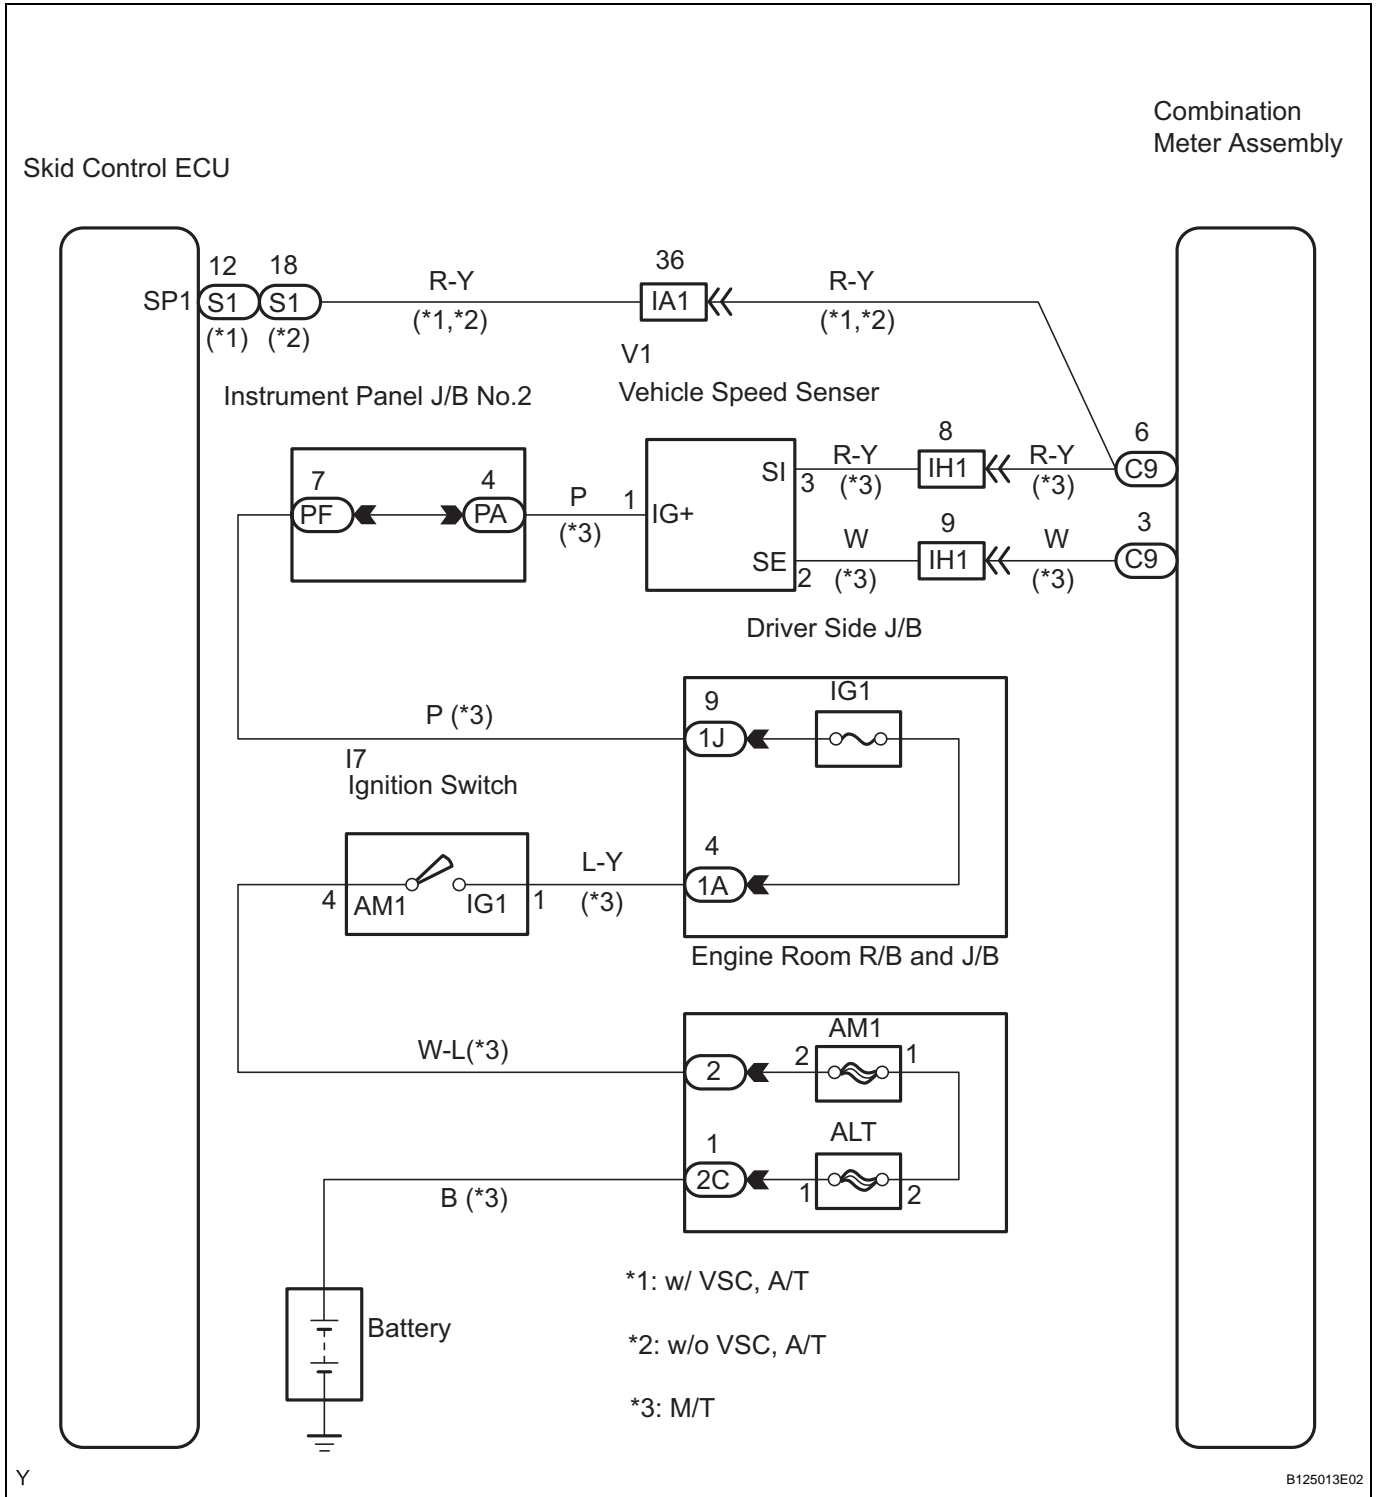 Combination
Meter Assembly
Skid Control ECU
12 18 36
SP1 S1 S1 R-Y IA1 R-Y
(*1) (*2) (*1,*2) (*1,*2)
V1
Instrument Panel J/B No.2 Vehicle Speed Senser
8 6
7 4 SI R-Y IH1 R-Y C9
3 (*3) (*3)
PF PA P 1 IG+
(*3)
9 3
SE W IH1 W C9
2 (*3) (*3)
Driver Side J/B
IG1
9
P (*3) 1J
I7
Ignition Switch
4
L-Y 1A
4 AM1 IG1 1 (*3)
Engine Room R/B and J/B
AM1
W-L(*3) 2 2 1
ALT
1
2C 1 2
B (*3)
*1: w/ VSC, A/T
Battery
*2: w/o VSC, A/T
*3: M/T
Y B125013E02